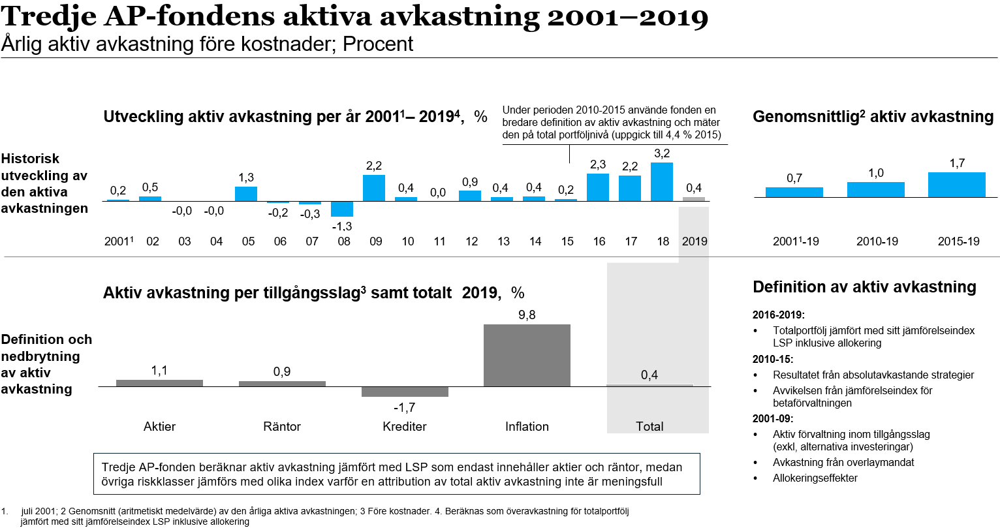 Tredje AP-fondens aktiva avkastning 2001–2019
Årlig aktiv avkastning före kostnader; Procent
Utveckling aktiv avkastning per år 2001¹– 2019⁴, %
Under perioden 2010-2015 använde fonden en
bredare definition av aktiv avkastning och mäter
den på total portföljnivå (uppgick till 4,4 % 2015)
Genomsnittlig² aktiv avkastning
Historisk
utveckling av
den aktiva
avkastningen
0,2 0,5 -0,0 -0,0 1,3 -0,2 -0,3 -1,3 2,2 0,4 0,0 0,9 0,4 0,4 0,2 2,3 2,2 3,2 0,4
2001¹ 02 03 04 05 06 07 08 09 10 11 12 13 14 15 16 17 18 2019
0,7 1,0 1,7
2001¹-19 2010-19 2015-19
Aktiv avkastning per tillgångsslag³ samt totalt 2019, %
Definition och
nedbrytning
av aktiv
avkastning
1,1 0,9 -1,7 9,8 0,4
Aktier Räntor Krediter Inflation Total
Definition av aktiv avkastning
2016-2019:
• Totalportfölj jämfört med sitt jämförelseindex
LSP inklusive allokering
2010-15:
• Resultatet från absolutavkastande strategier
• Avvikelsen från jämförelseindex för
betaförvaltningen
2001-09:
• Aktiv förvaltning inom tillgångsslag
(exkl, alternativa investeringar)
• Avkastning från overlaymandat
• Allokeringseffekter
Tredje AP-fonden beräknar aktiv avkastning jämfört med LSP som endast innehåller aktier och räntor, medan
övriga riskklasser jämförs med olika index varför en attribution av total aktiv avkastning inte är meningsfull
1. juli 2001; 2 Genomsnitt (aritmetiskt medelvärde) av den årliga aktiva avkastningen; 3 Före kostnader. 4. Beräknas som överavkastning för totalportfölj
jämfört med sitt jämförelseindex LSP inklusive allokering